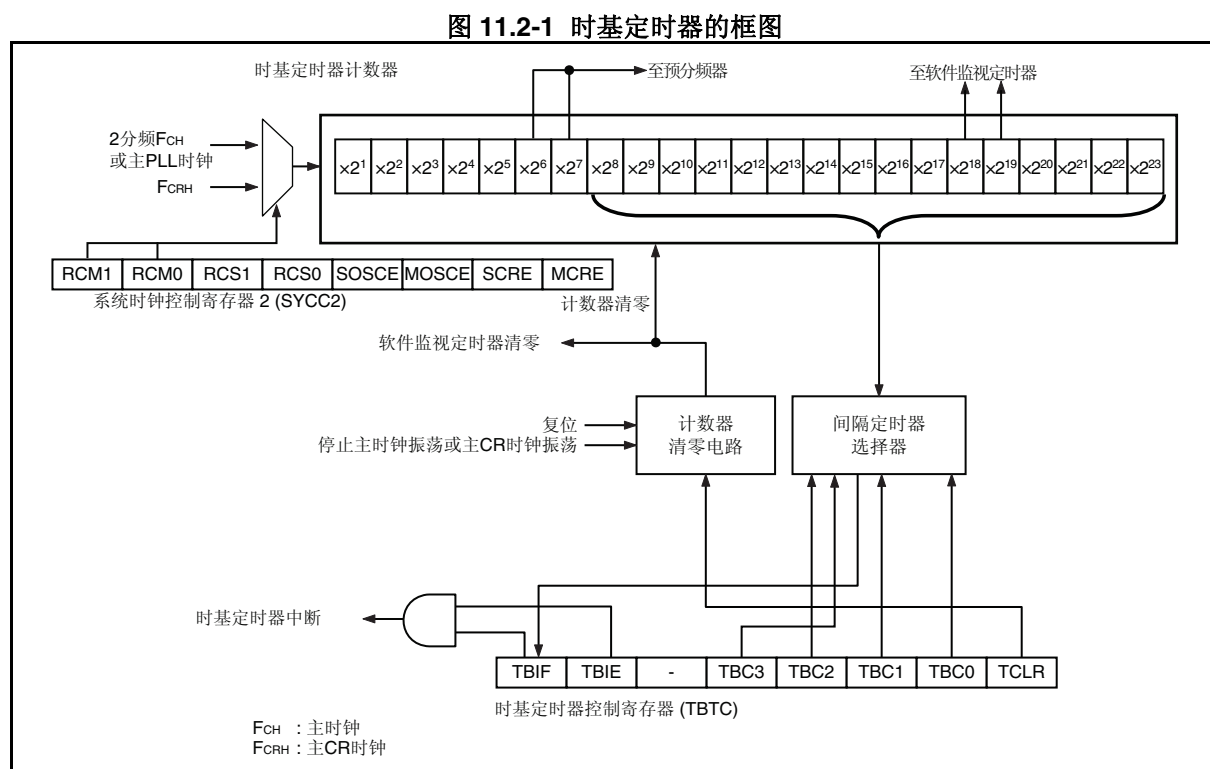 图 11.2-1 时基定时器的框图
时基定时器计数器
至预分频器
至软件监视定时器
2分频FCH
或主PLL时钟
FCRH
×2¹ ×2² ×2³ ×2⁴ ×2⁵ ×2⁶ ×2⁷ ×2⁸ ×2⁹ ×2¹⁰ ×2¹¹ ×2¹² ×2¹³ ×2¹⁴ ×2¹⁵ ×2¹⁶ ×2¹⁷ ×2¹⁸ ×2¹⁹ ×2²⁰ ×2²¹ ×2²² ×2²³
RCM1 RCM0 RCS1 RCS0 SOSCE MOSCE SCRE MCRE
系统时钟控制寄存器 2 (SYCC2)
计数器清零
软件监视定时器清零
复位
停止主时钟振荡或主CR时钟振荡
计数器
清零电路
间隔定时器
选择器
时基定时器中断
TBIF TBIE - TBC3 TBC2 TBC1 TBC0 TCLR
时基定时器控制寄存器 (TBTC)
FCH : 主时钟
FCRH : 主CR时钟